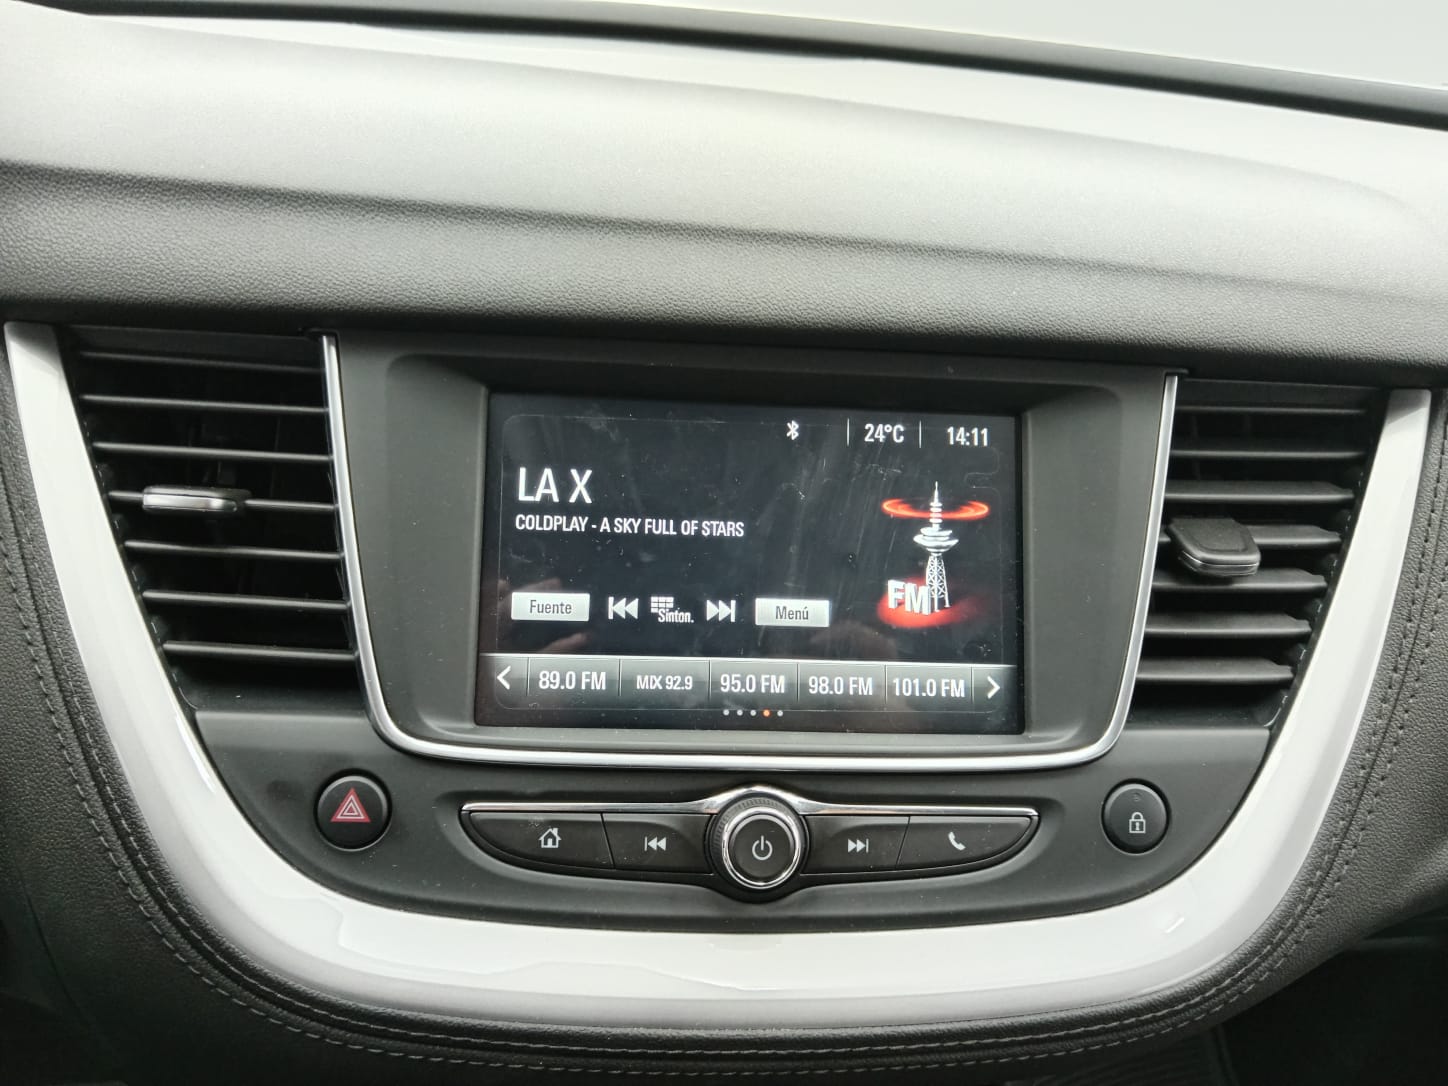 24°C 14:11
LA X
COLDPLAY - A SKY FULL OF STARS
FM
Fuente Sinton. Menú
89.0 FM MIX 92.9 95.0 FM 98.0 FM 101.0 FM